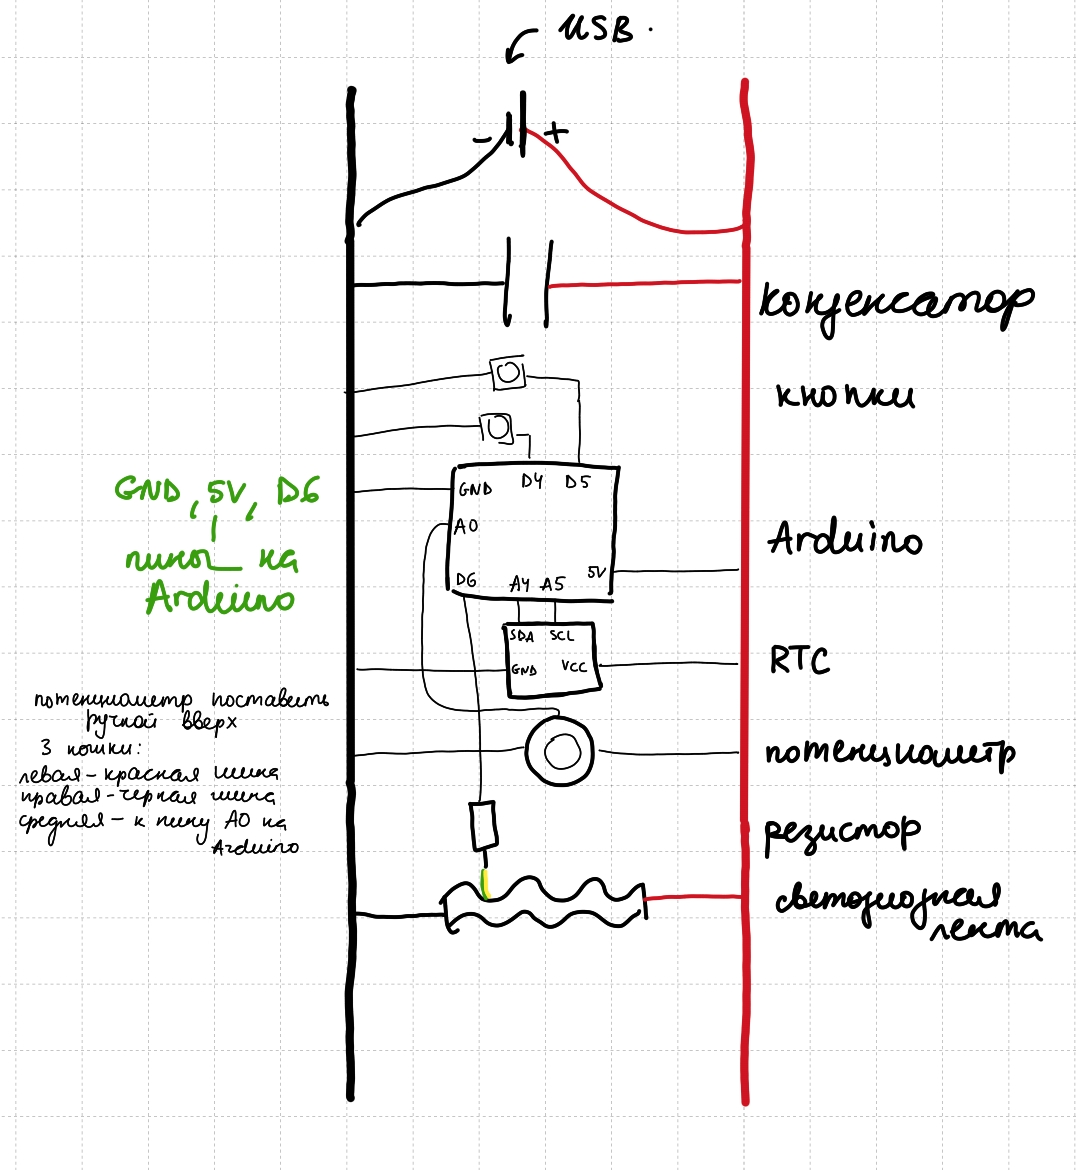 USB.
- +
конденсатор
кнопки
D4 D5
GND
GND, 5V, D6
пины на
Arduino
A0
Arduino
5V
D6 A4 A5
SDA SCL
GND VCC
RTC
потенциометр поставить
ручкой вверх
3 ножки:
левая - красная шина
правая - черная шина
средняя - к пину A0 на
Arduino
потенциометр
резистор
светодиодная
лента